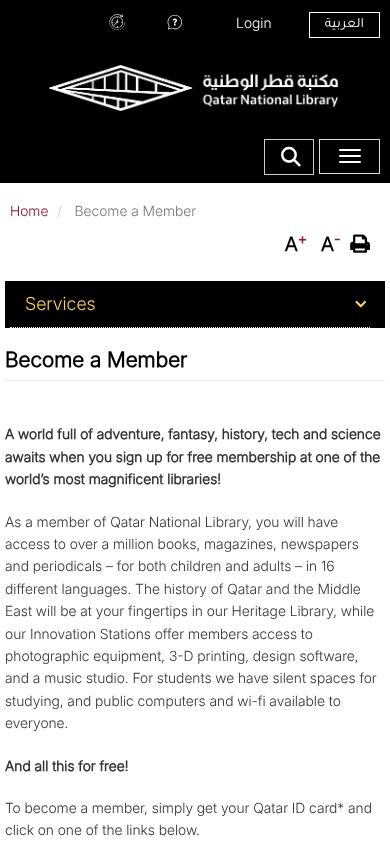 Login
العربية
مكتبة قطر الوطنية
Qatar National Library
Home / Become a Member
A+ A-
Services
Become a Member
A world full of adventure, fantasy, history, tech and science
awaits when you sign up for free membership at one of the
world’s most magnificent libraries!
As a member of Qatar National Library, you will have
access to over a million books, magazines, newspapers
and periodicals – for both children and adults – in 16
different languages. The history of Qatar and the Middle
East will be at your fingertips in our Heritage Library, while
our Innovation Stations offer members access to
photographic equipment, 3-D printing, design software,
and a music studio. For students we have silent spaces for
studying, and public computers and wi-fi available to
everyone.
And all this for free!
To become a member, simply get your Qatar ID card* and
click on one of the links below.